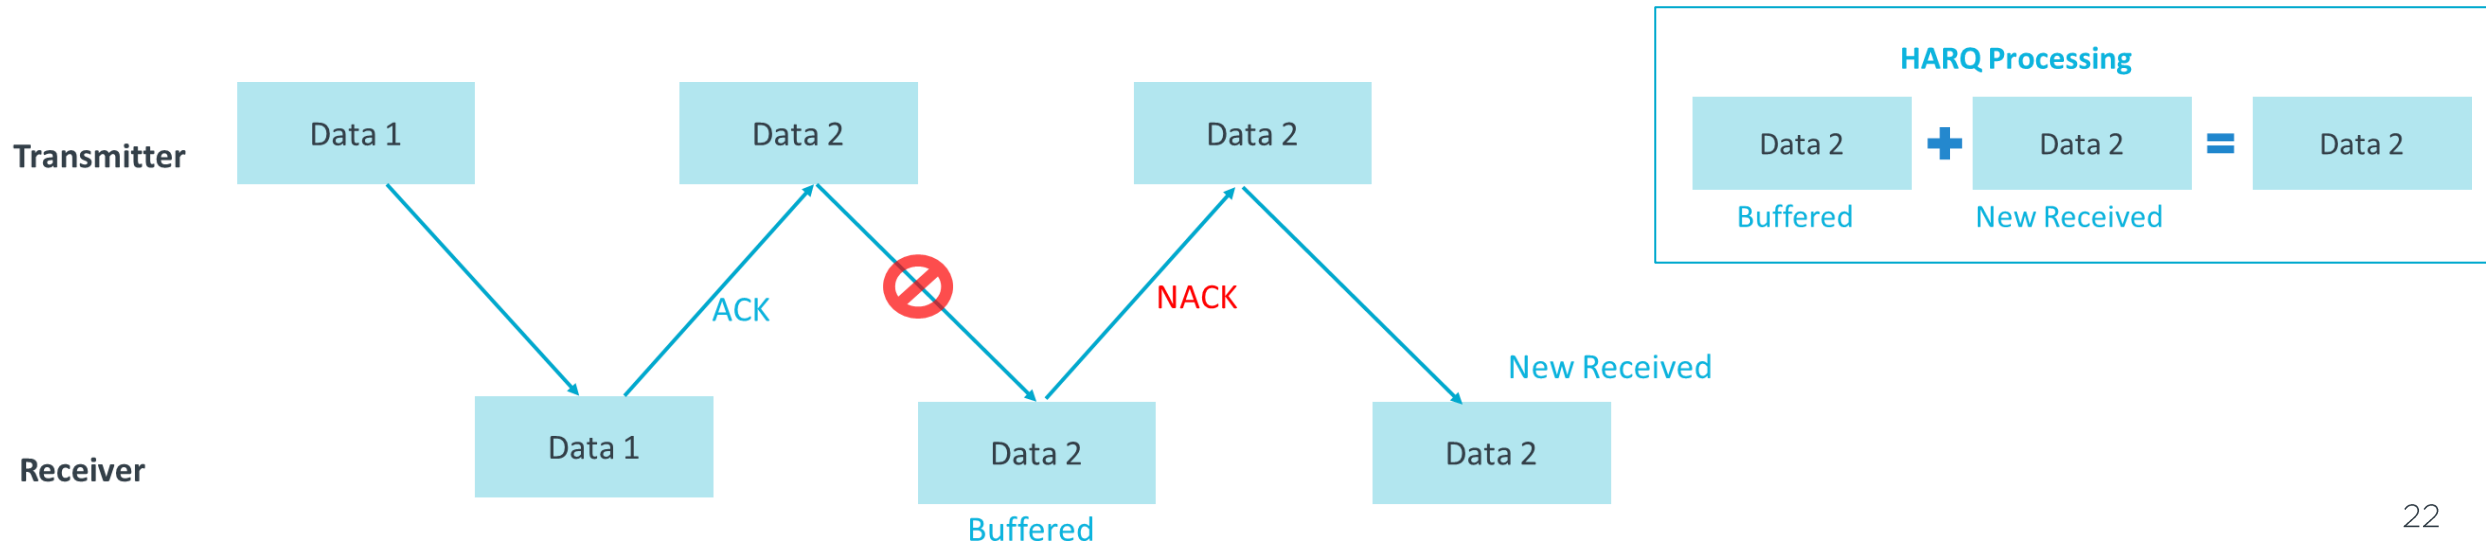 HARQ Processing
Transmitter
Data 1
Data 2
Data 2
Data 2
Data 2
Data 2
Buffered
New Received
ACK
NACK
New Received
Receiver
Data 1
Data 2
Data 2
Buffered
22